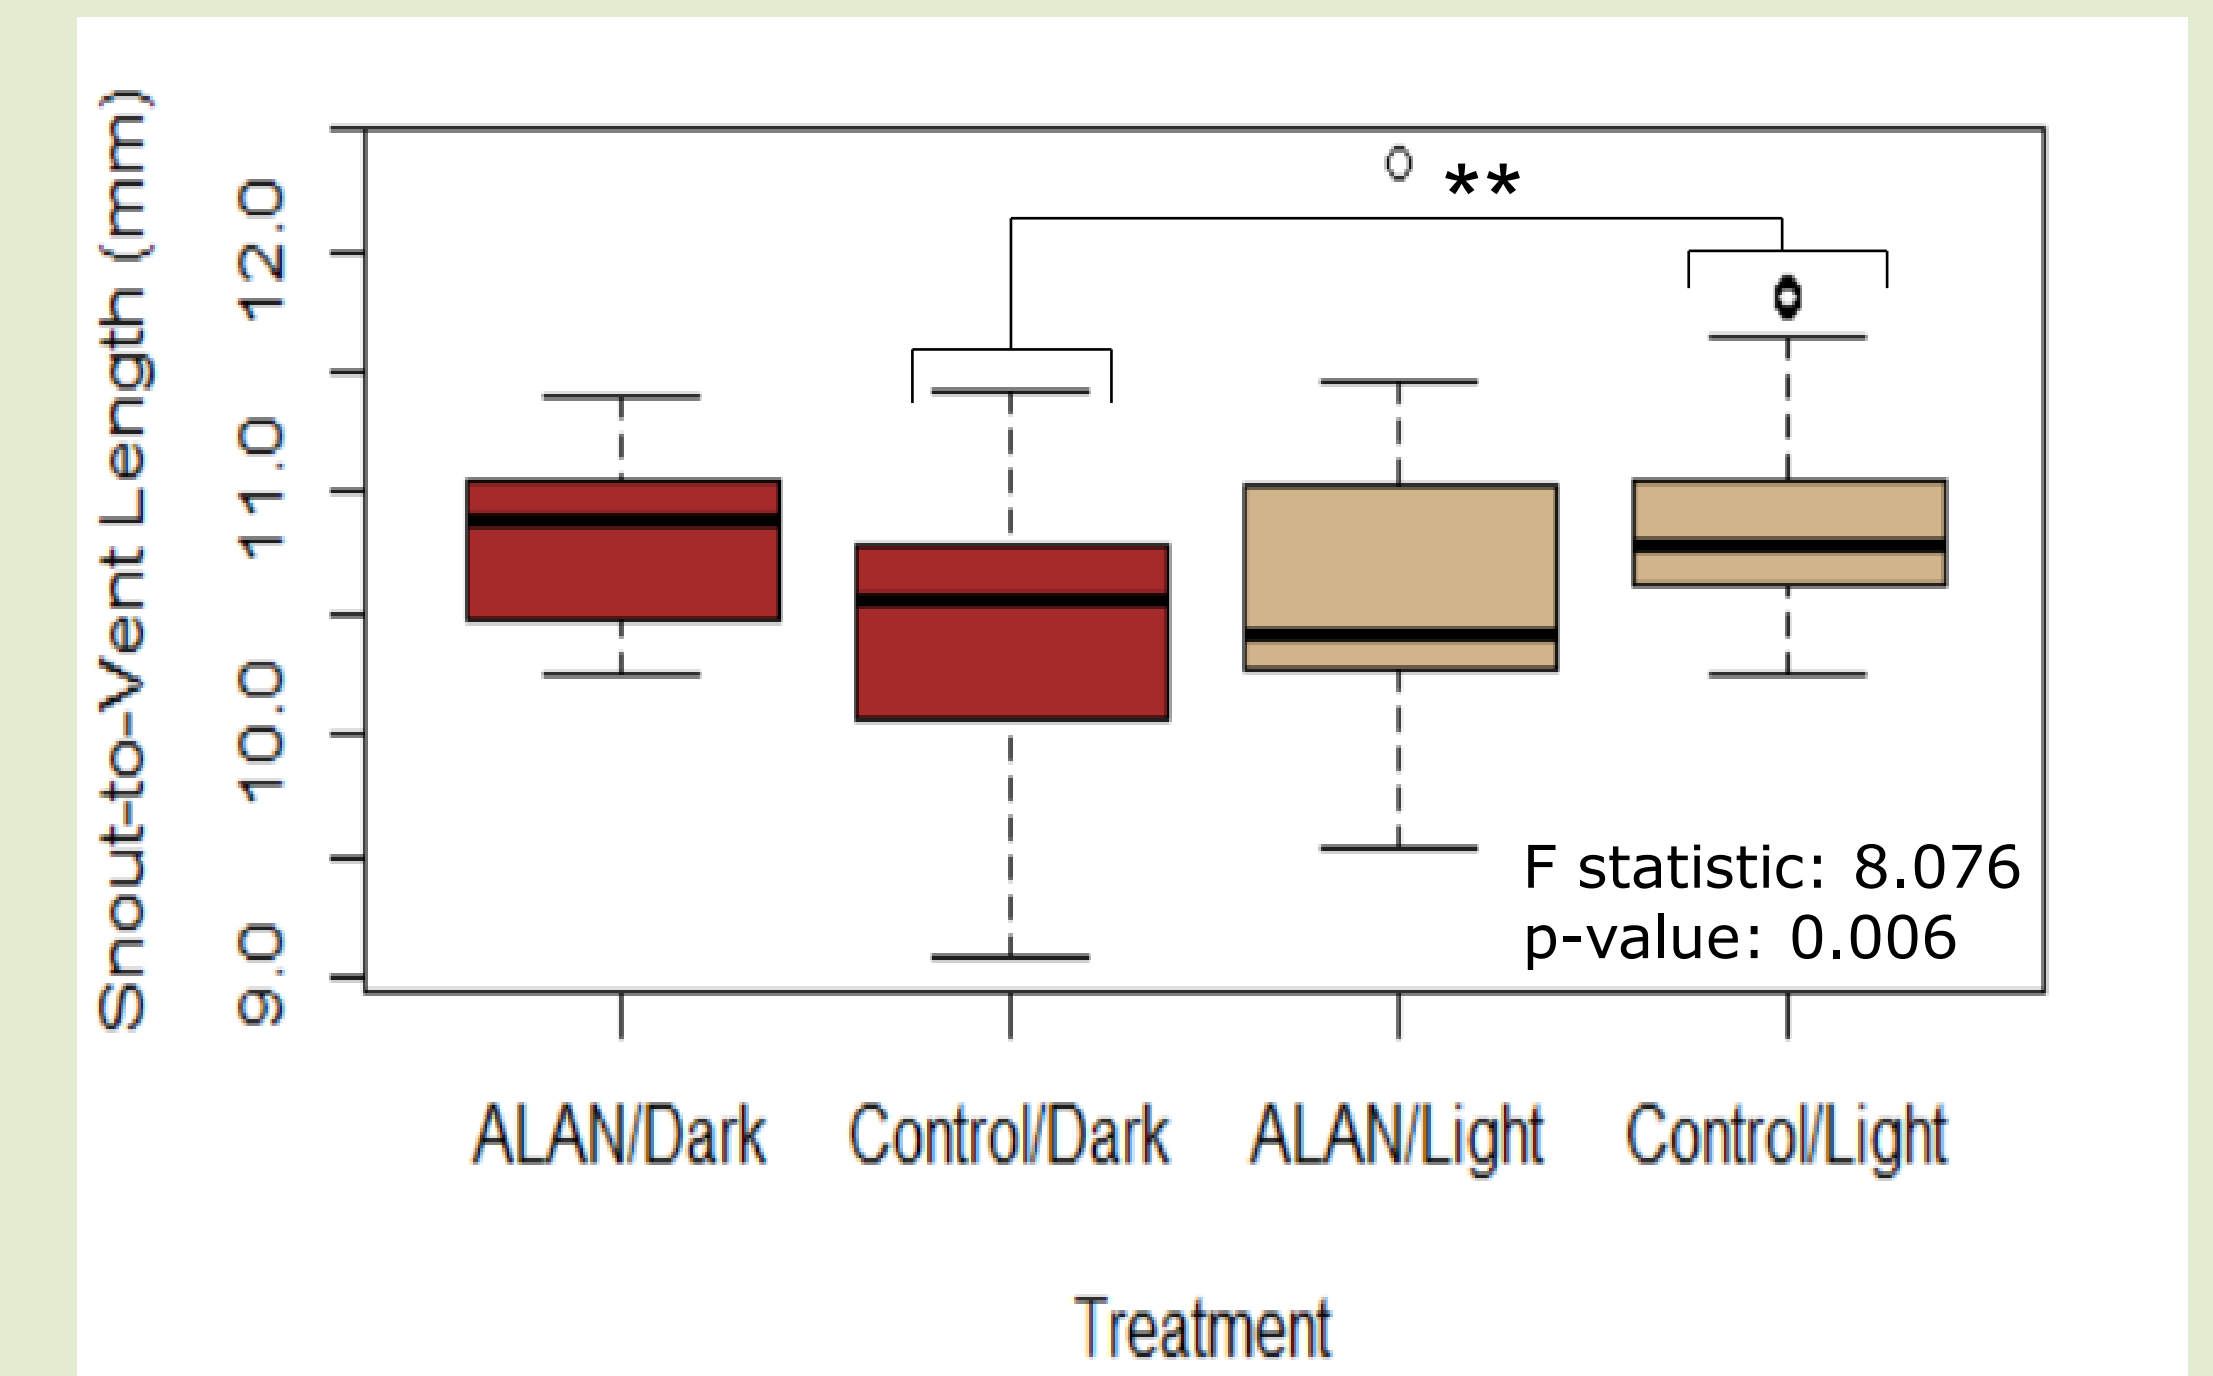 Snout-to-Vent Length (mm)
12.0
11.0
10.0
9.0
**
F statistic: 8.076
p-value: 0.006
ALAN/Dark Control/Dark ALAN/Light Control/Light
Treatment